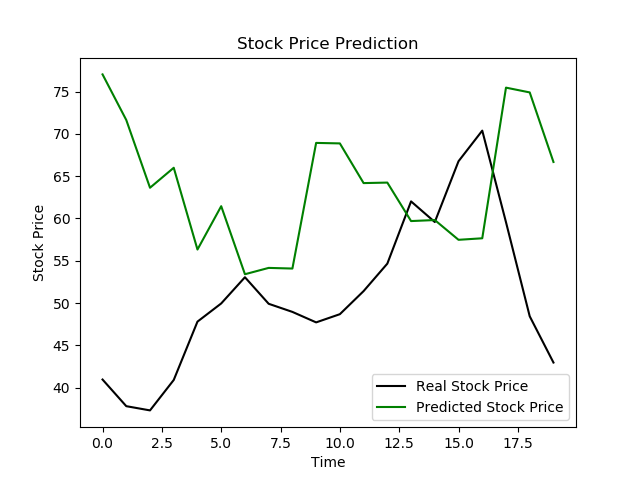 Stock Price Prediction
75
70
65
60
55
50
45
40
Stock Price
0.0 2.5 5.0 7.5 10.0 12.5 15.0 17.5
Time
Real Stock Price
Predicted Stock Price